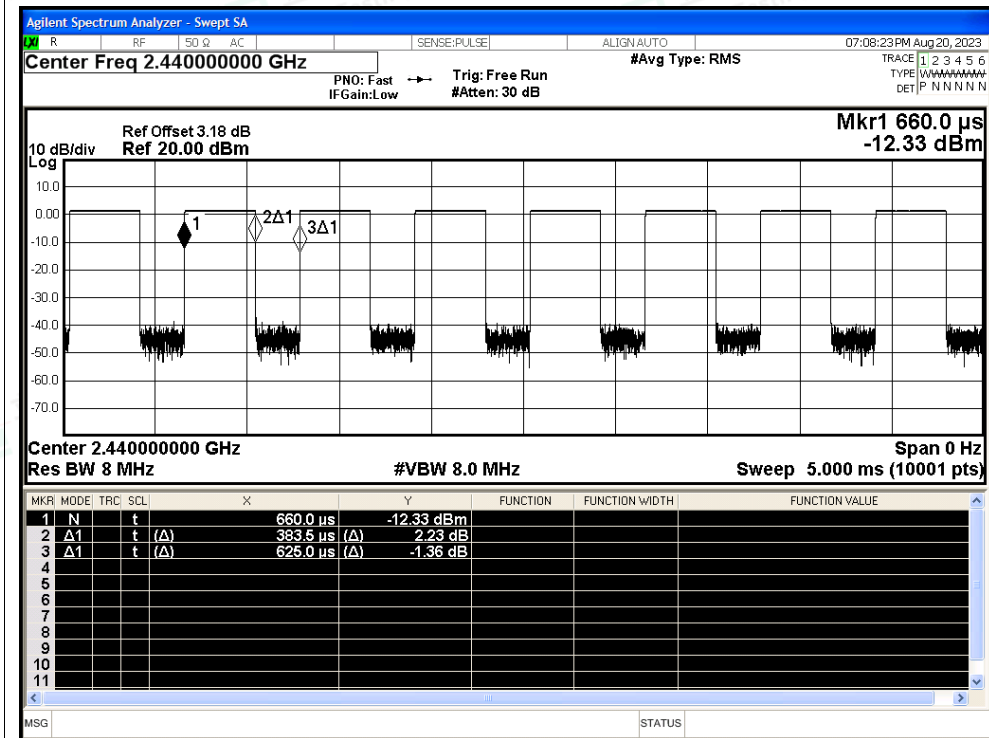 Agilent Spectrum Analyzer - Swept SA
LXI R RF 50 Ω AC SENSE:PULSE ALIGN AUTO 07:08:23 PM Aug 20, 2023
Center Freq 2.440000000 GHz #Avg Type: RMS TRACE 1 2 3 4 5 6
PNO: Fast Trig: Free Run TYPE
IFGain:Low #Atten: 30 dB DET P N N N N N
Mkr1 660.0 µs
Ref Offset 3.18 dB
10 dB/div Ref 20.00 dBm -12.33 dBm
Log
10.0
0.00
-10.0
-20.0
-30.0
-40.0
-50.0
-60.0
-70.0
1 2Δ1 3Δ1
Center 2.440000000 GHz Span 0 Hz
Res BW 8 MHz #VBW 8.0 MHz Sweep 5.000 ms (10001 pts)
MKR MODE TRC SCL X Y FUNCTION FUNCTION WIDTH FUNCTION VALUE
1 N t 660.0 µs -12.33 dBm
2 Δ1 t (Δ) 383.5 µs (Δ) 2.23 dB
3 Δ1 t (Δ) 625.0 µs (Δ) -1.36 dB
4
5
6
7
8
9
10
11
MSG STATUS